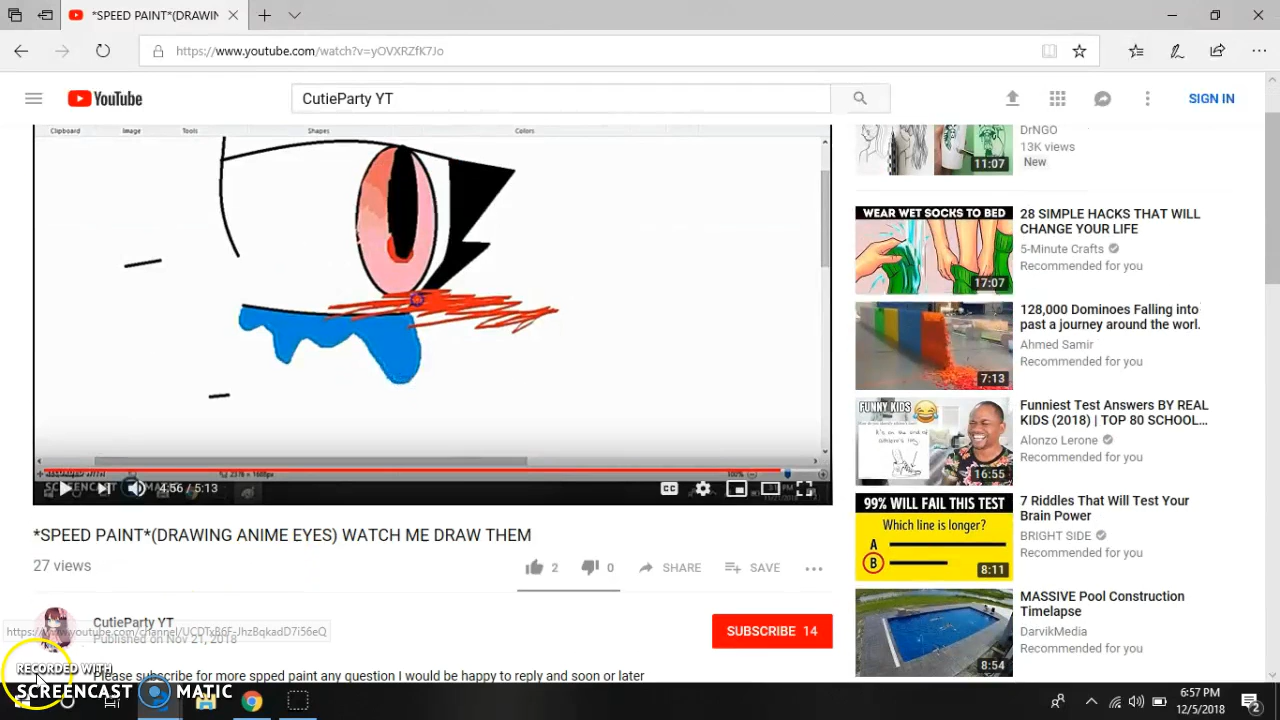 *SPEED PAINT*(DRAWIN
https://www.youtube.com/watch?v=yOVXRZfK7Jo
YouTube
CutieParty YT
SIGN IN
Clipboard
Image
Tools
Shapes
Colors
100%
4:56 / 5:13
CC
*SPEED PAINT*(DRAWING ANIME EYES) WATCH ME DRAW THEM
27 views
2
0
SHARE
SAVE
CutieParty YT
Published on Nov 21, 2018
SUBSCRIBE 14
Please subscribe for more sppd paint any question I would be happy to reply and soon or later
DrNGO
13K views
New
11:07
WEAR WET SOCKS TO BED
17:07
28 SIMPLE HACKS THAT WILL
CHANGE YOUR LIFE
5-Minute Crafts
Recommended for you
7:13
128,000 Dominoes Falling into
past a journey around the worl.
Ahmed Samir
Recommended for you
FUNNY KIDS
16:55
Funniest Test Answers BY REAL
KIDS (2018) | TOP 80 SCHOOL...
Alonzo Lerone
Recommended for you
99% WILL FAIL THIS TEST
Which line is longer?
A
B
8:11
7 Riddles That Will Test Your
Brain Power
BRIGHT SIDE
Recommended for you
8:54
MASSIVE Pool Construction
Timelapse
DarvikMedia
Recommended for you
RECORDED WITH
SCREENCAST MATIC
6:57 PM
12/5/2018
2